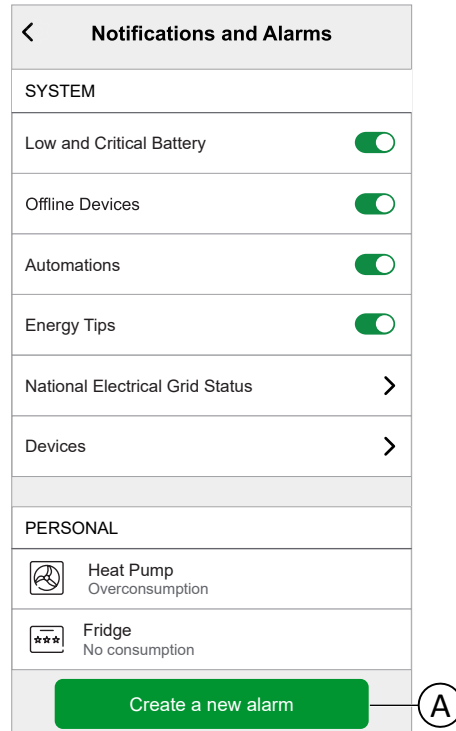 Notifications and Alarms
SYSTEM
Low and Critical Battery
Offline Devices
Automations
Energy Tips
National Electrical Grid Status
Devices
PERSONAL
Heat Pump
Overconsumption
Fridge
No consumption
Create a new alarm
A